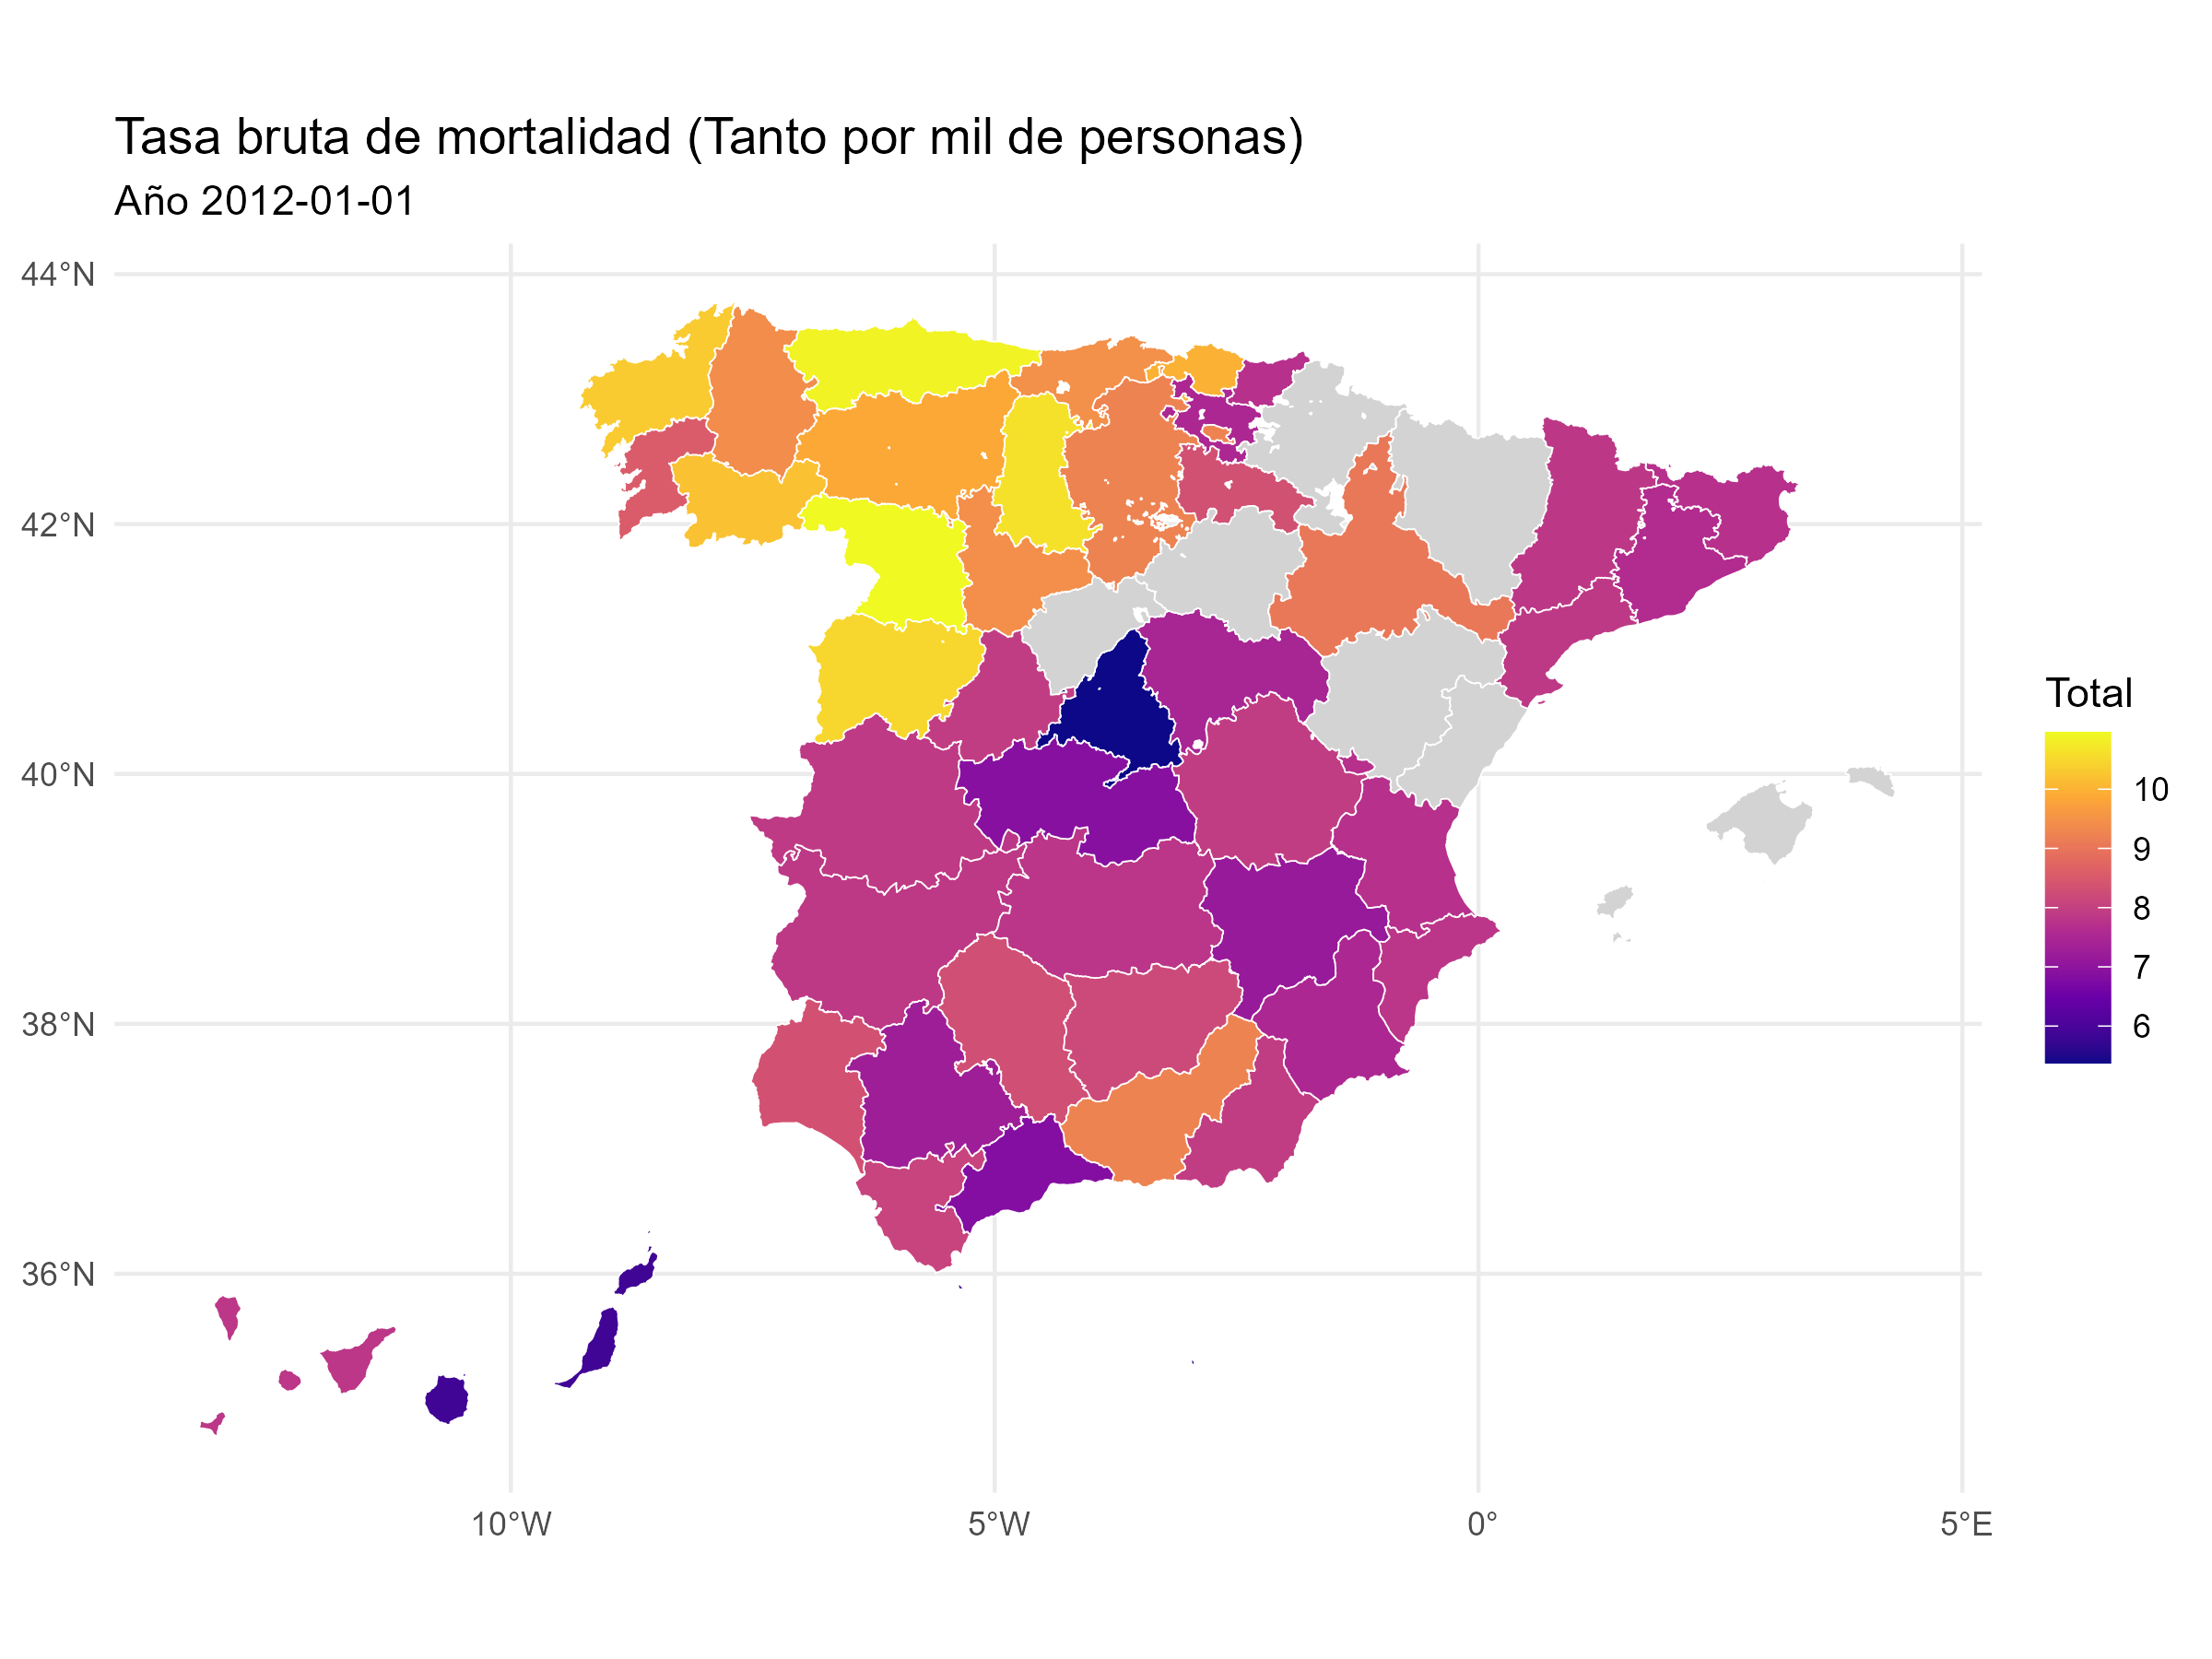 Tasa bruta de mortalidad (Tanto por mil de personas)
Año 2012-01-01
44°N
42°N
40°N
38°N
36°N
10°W
5°W
0°
5°E
Total
10
9
8
7
6